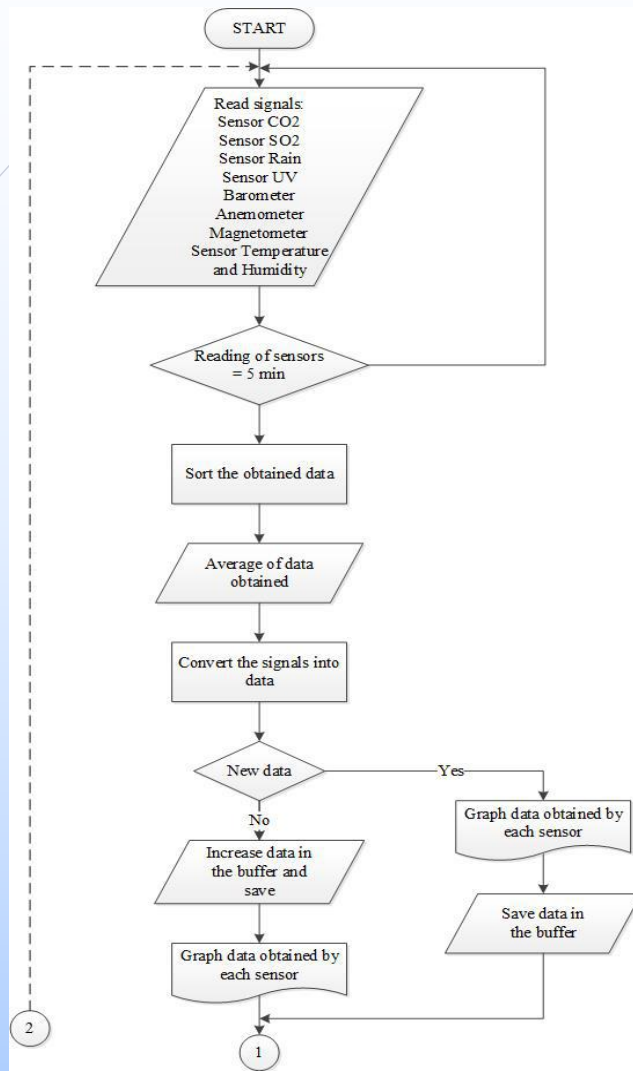 START
Read signals:
Sensor CO2
Sensor SO2
Sensor Rain
Sensor UV
Barometer
Anemometer
Magnetometer
Sensor Temperature
and Humidity
Reading of sensors
= 5 min
Sort the obtained data
Average of data
obtained
Convert the signals into
data
New data
Yes
No
Graph data obtained by
each sensor
Increase data in
the buffer and
save
Save data in
the buffer
Graph data obtained by
each sensor
2
1